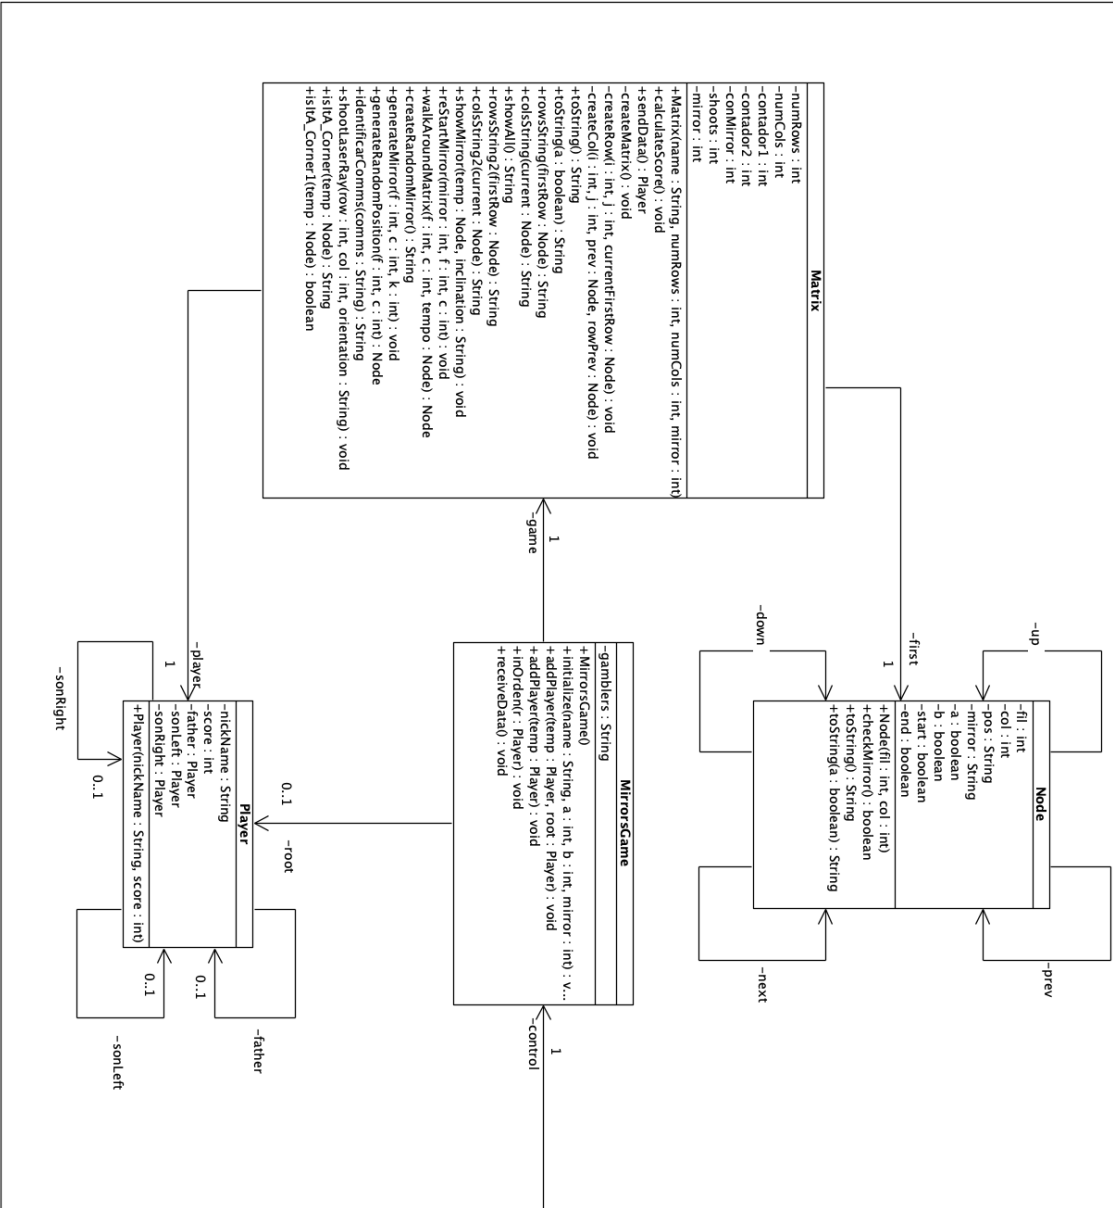 Matrix
-numRows : int
-numCols : int
-contador1 : int
-contador2 : int
-conMirror : int
-shoots : int
-mirror : int
+Matrix(name : String, numRows : int, numCols : int, mirror : int)
+calculateScore() : void
+sendData() : Player
-createMatrix() : void
-createRow(i : int, j : int, currentFirstRow : Node) : void
-createCol(i : int, j : int, prev : Node, rowPrev : Node) : void
+toString() : String
+toString(a : boolean) : String
+rowsString(firstRow : Node) : String
+colsString(current : Node) : String
+showAll() : String
+rowsString2(firstRow : Node) : String
+colsString2(current : Node) : String
+showMirror(temp : Node, inclination : String) : void
+reStartMirror(mirror : int, f : int, c : int) : void
+walkAroundMatrix(f : int, c : int, tempo : Node) : Node
+createRandomMirror() : String
+generateMirror(f : int, c : int, k : int) : void
+generateRandomPosition(f : int, c : int) : Node
+identificarComms(comms : String) : String
+shootLaserRay(row : int, col : int, orientation : String) : void
+isItA_Corner(temp : Node) : String
+isItA_Corner1(temp : Node) : boolean
-first
1
-game
1
-player
1
Node
-fil : int
-col : int
-pos : String
-mirror : String
-a : boolean
-b : boolean
-start : boolean
-end : boolean
+Node(fil : int, col : int)
+checkMirror() : boolean
+toString() : String
+toString(a : boolean) : String
-up
-down
-prev
-next
MirrorsGame
-gamblers : String
+MirrorsGame()
+initialize(name : String, a : int, b : int, mirror : int) : v...
+addPlayer(temp : Player, root : Player) : void
+addPlayer(temp : Player) : void
+inOrden(r : Player) : void
+receiveData() : void
-control
1
-root
0..1
Player
-nickName : String
-score : int
-father : Player
-sonLeft : Player
-sonRight : Player
+Player(nickName : String, score : int)
-sonRight
0..1
-father
0..1
-sonLeft
0..1